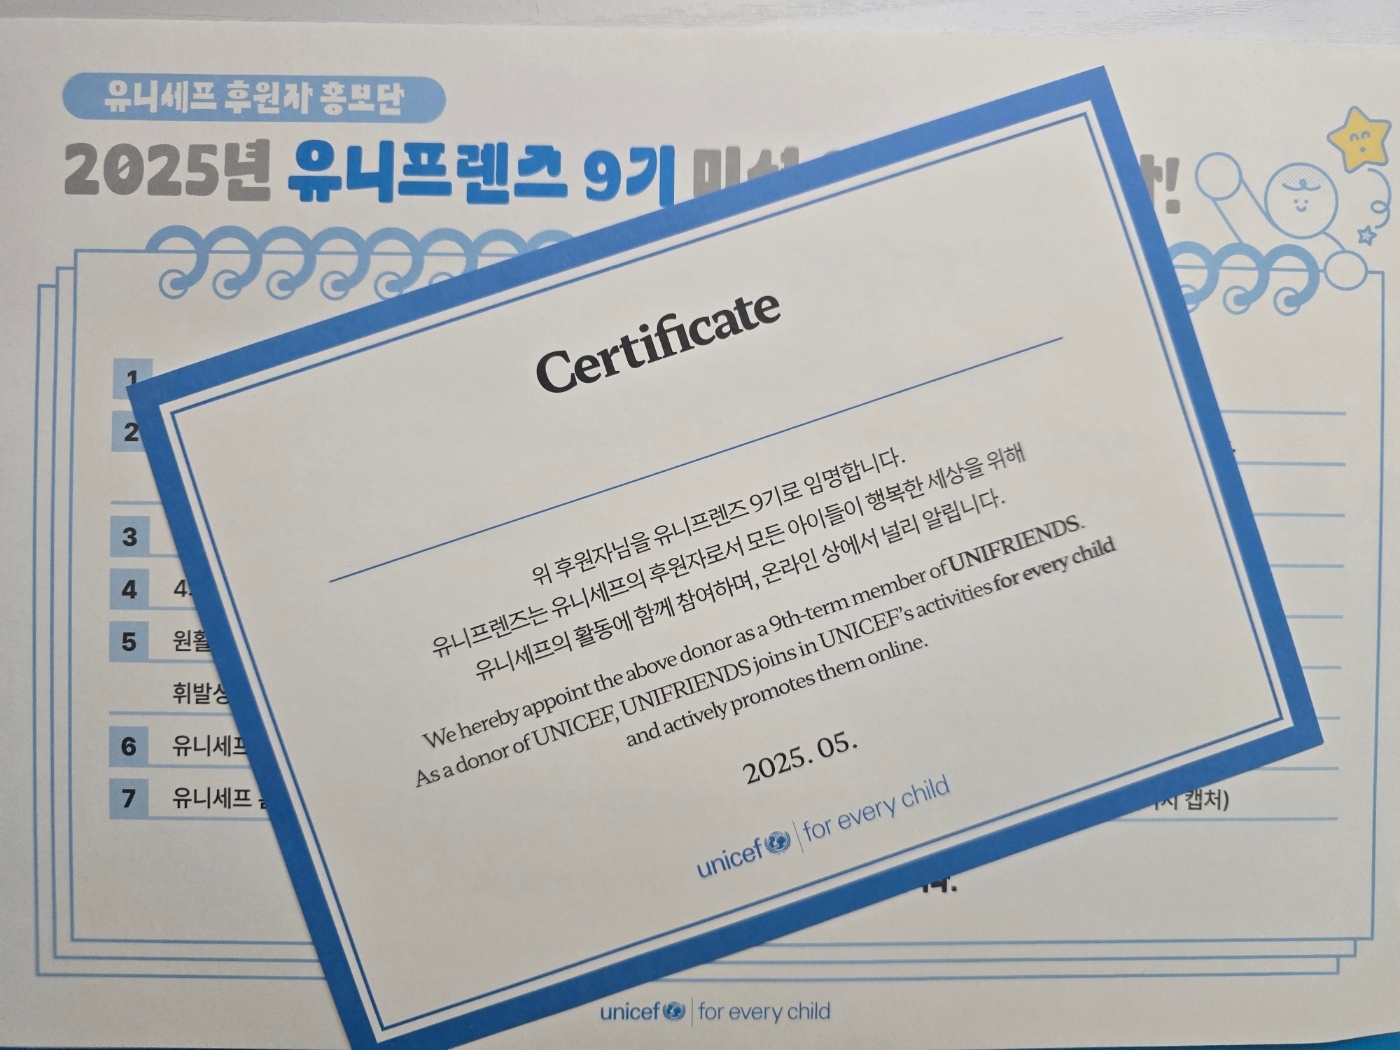 유니세프 후원자 홍보단
2025년 유니프렌즈 9기 미션
1
2
3
4
5 원활
휘발성
6 유니세프
7 유니세프
캡처)
Certificate
위 후원자님을 유니프렌즈 9기로 임명합니다.
유니프렌즈는 유니세프의 후원자로서 모든 아이들이 행복한 세상을 위해
유니세프의 활동에 함께 참여하며, 온라인 상에서 널리 알립니다.
We hereby appoint the above donor as a 9th-term member of UNIFRIENDS.
As a donor of UNICEF, UNIFRIENDS joins in UNICEF's activities for every child
and actively promotes them online.
2025. 05.
unicef for every child
unicef for every child